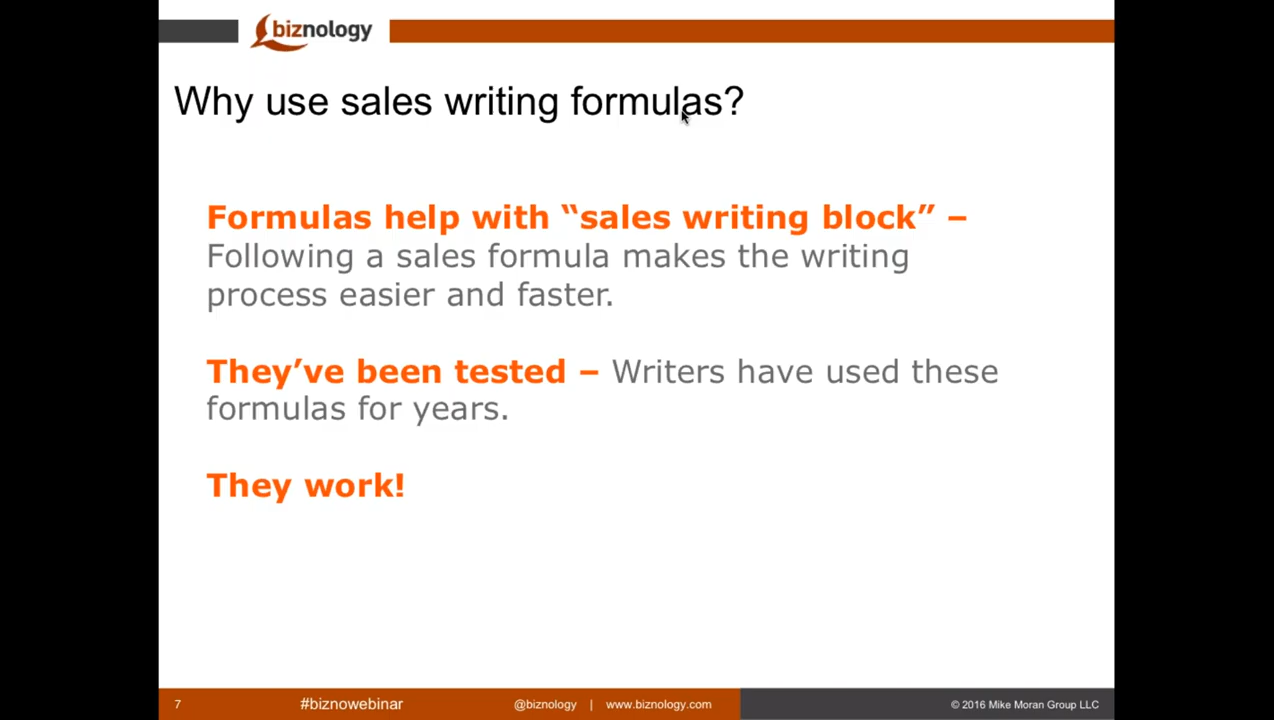 biznology
Why use sales writing formulas?
Formulas help with “sales writing block” –
Following a sales formula makes the writing
process easier and faster.
They’ve been tested – Writers have used these
formulas for years.
They work!
7 #biznowebinar @biznology | www.biznology.com © 2016 Mike Moran Group LLC